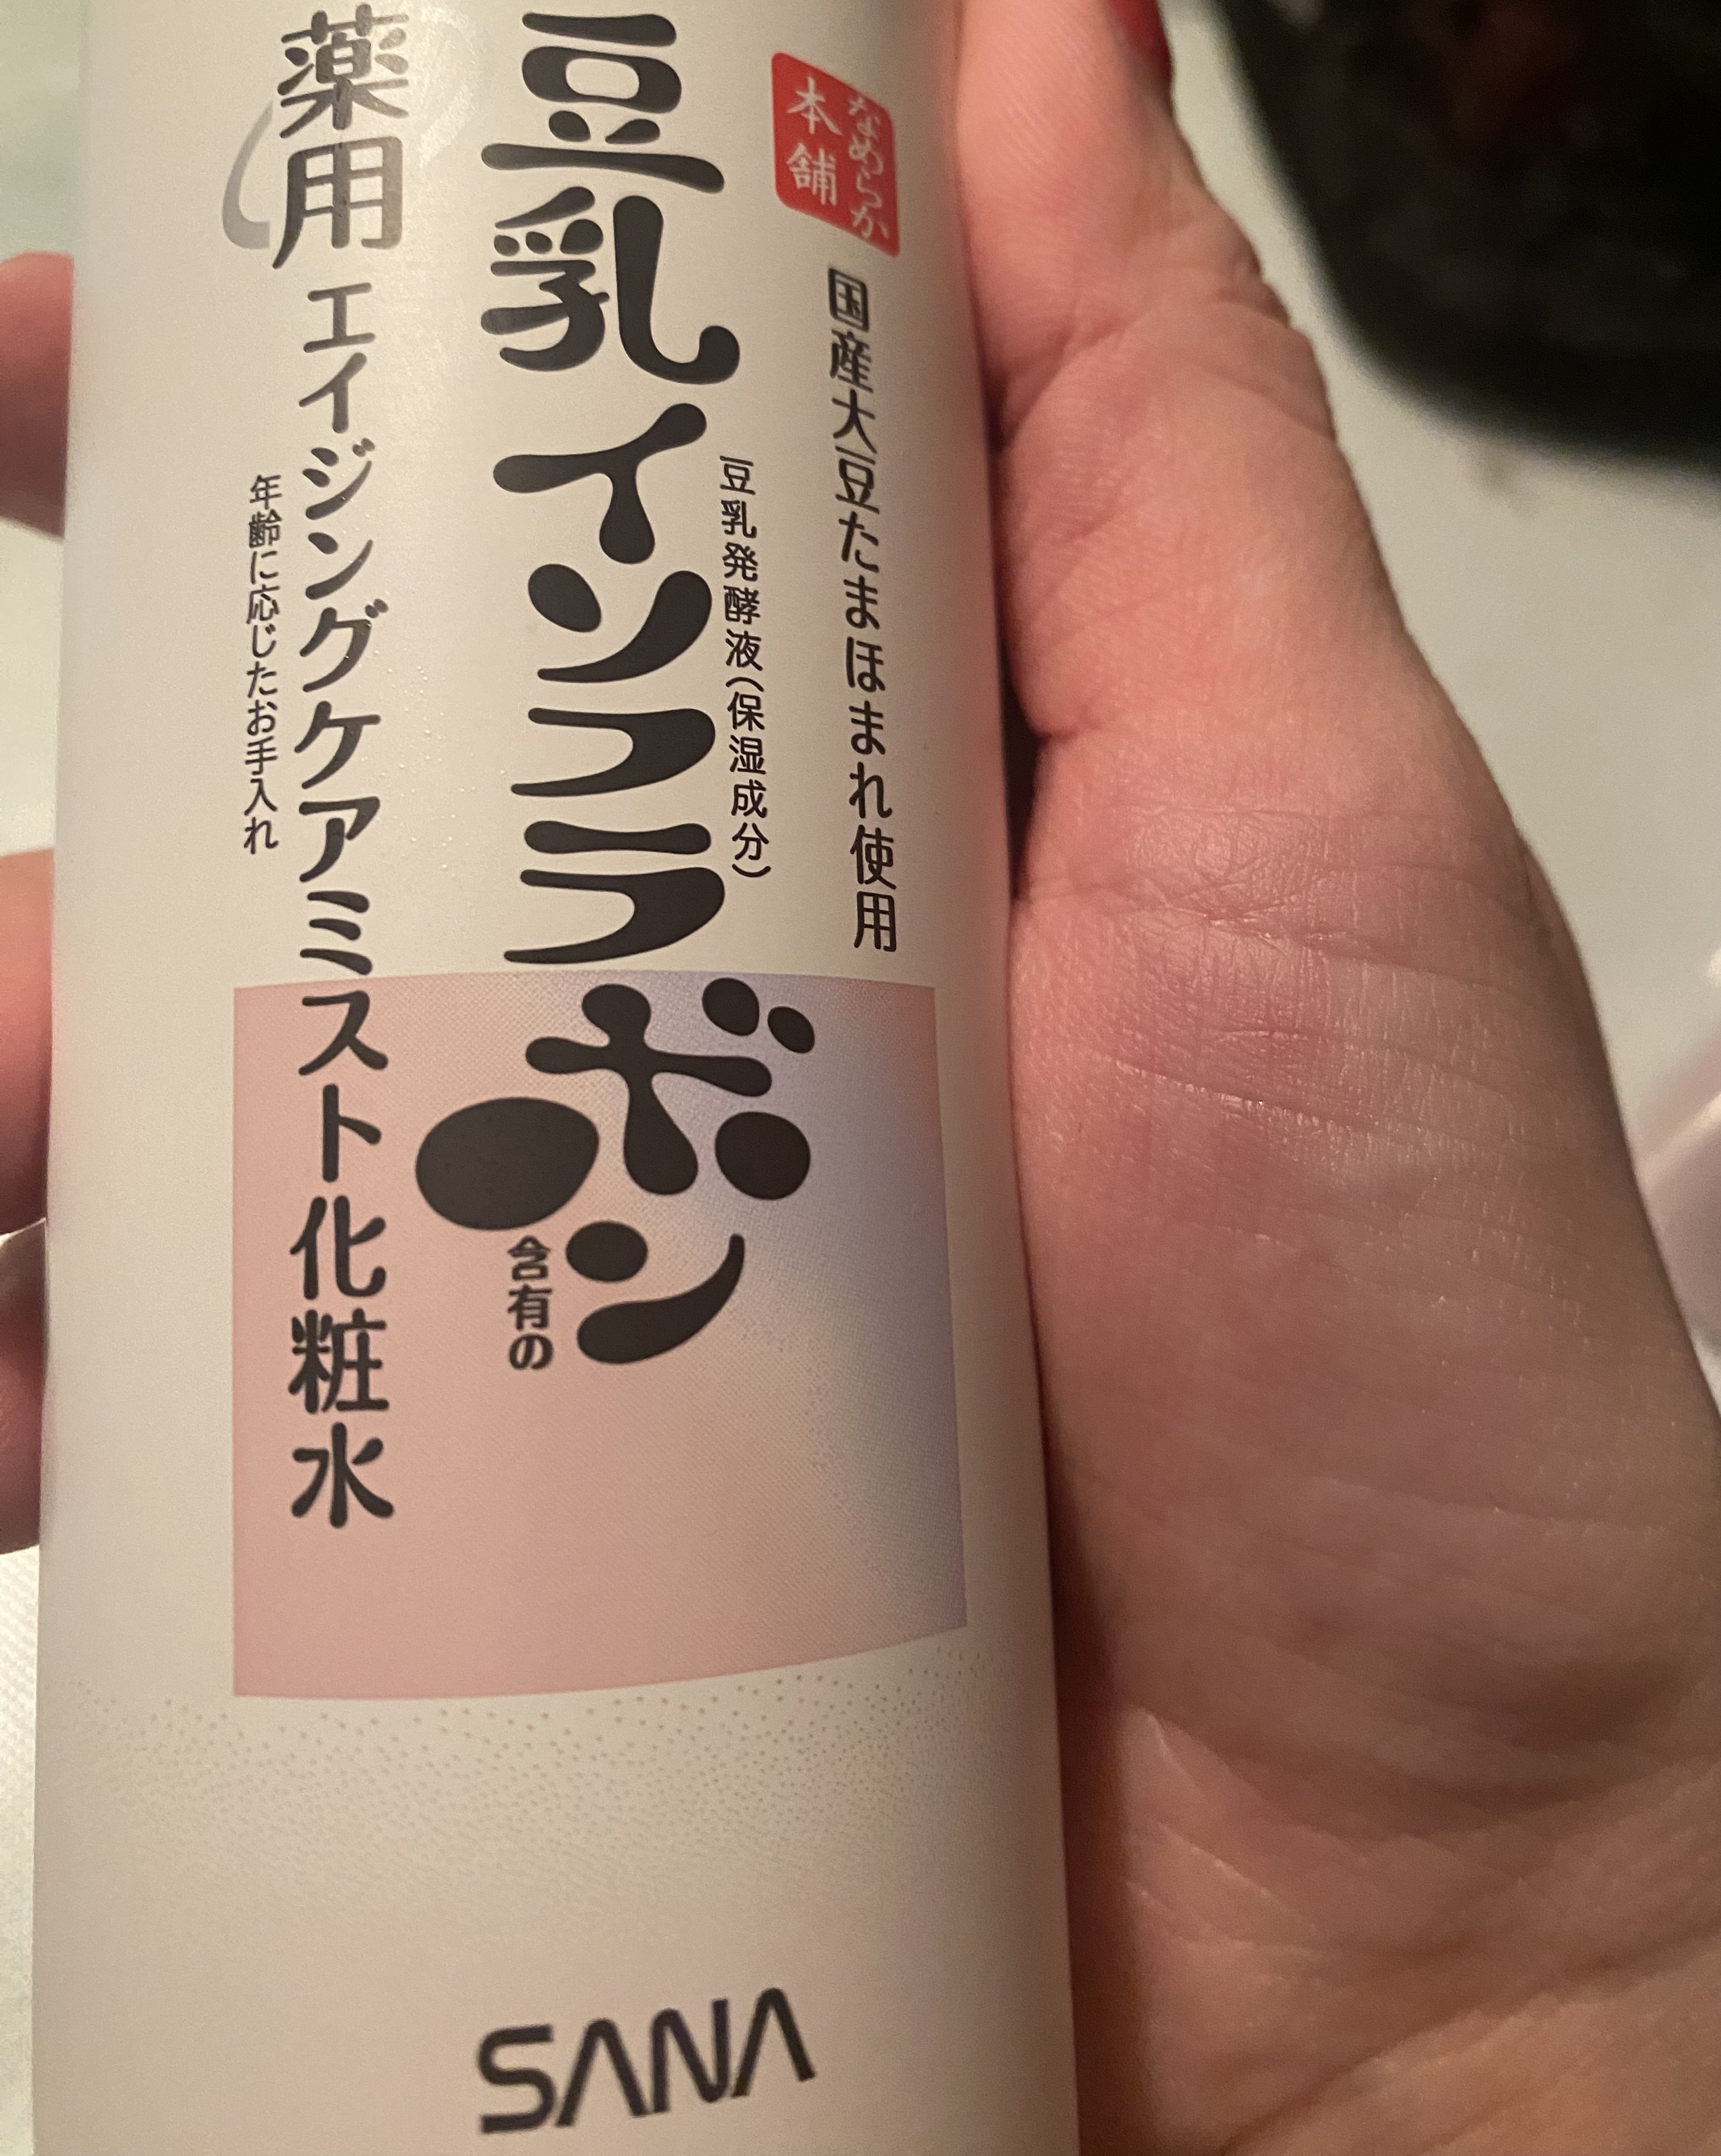 なめらか
本舗
国産大豆たまほまれ使用
豆乳発酵液(保湿成分)
豆乳イソフラボン
含有の
薬用 エイジングケアミスト化粧水
年齢に応じたお手入れ
SANA